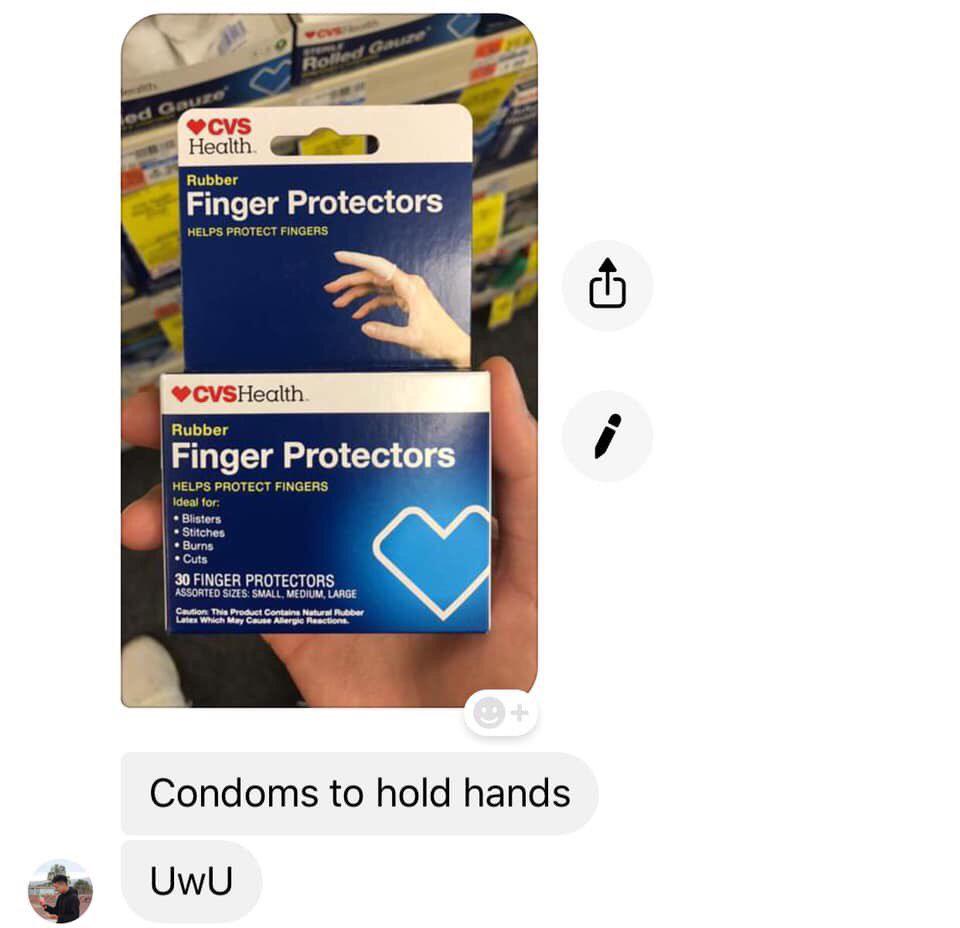 CVS Health
STERILE
Rolled Gauze
ed Gauze
CVS
Health.
Rubber
Finger Protectors
HELPS PROTECT FINGERS
CVSHealth.
Rubber
Finger Protectors
HELPS PROTECT FINGERS
Ideal for:
• Blisters
• Stitches
• Burns
• Cuts
30 FINGER PROTECTORS
ASSORTED SIZES: SMALL, MEDIUM, LARGE
Caution: This Product Contains Natural Rubber
Latex Which May Cause Allergic Reactions.
Condoms to hold hands
UwU